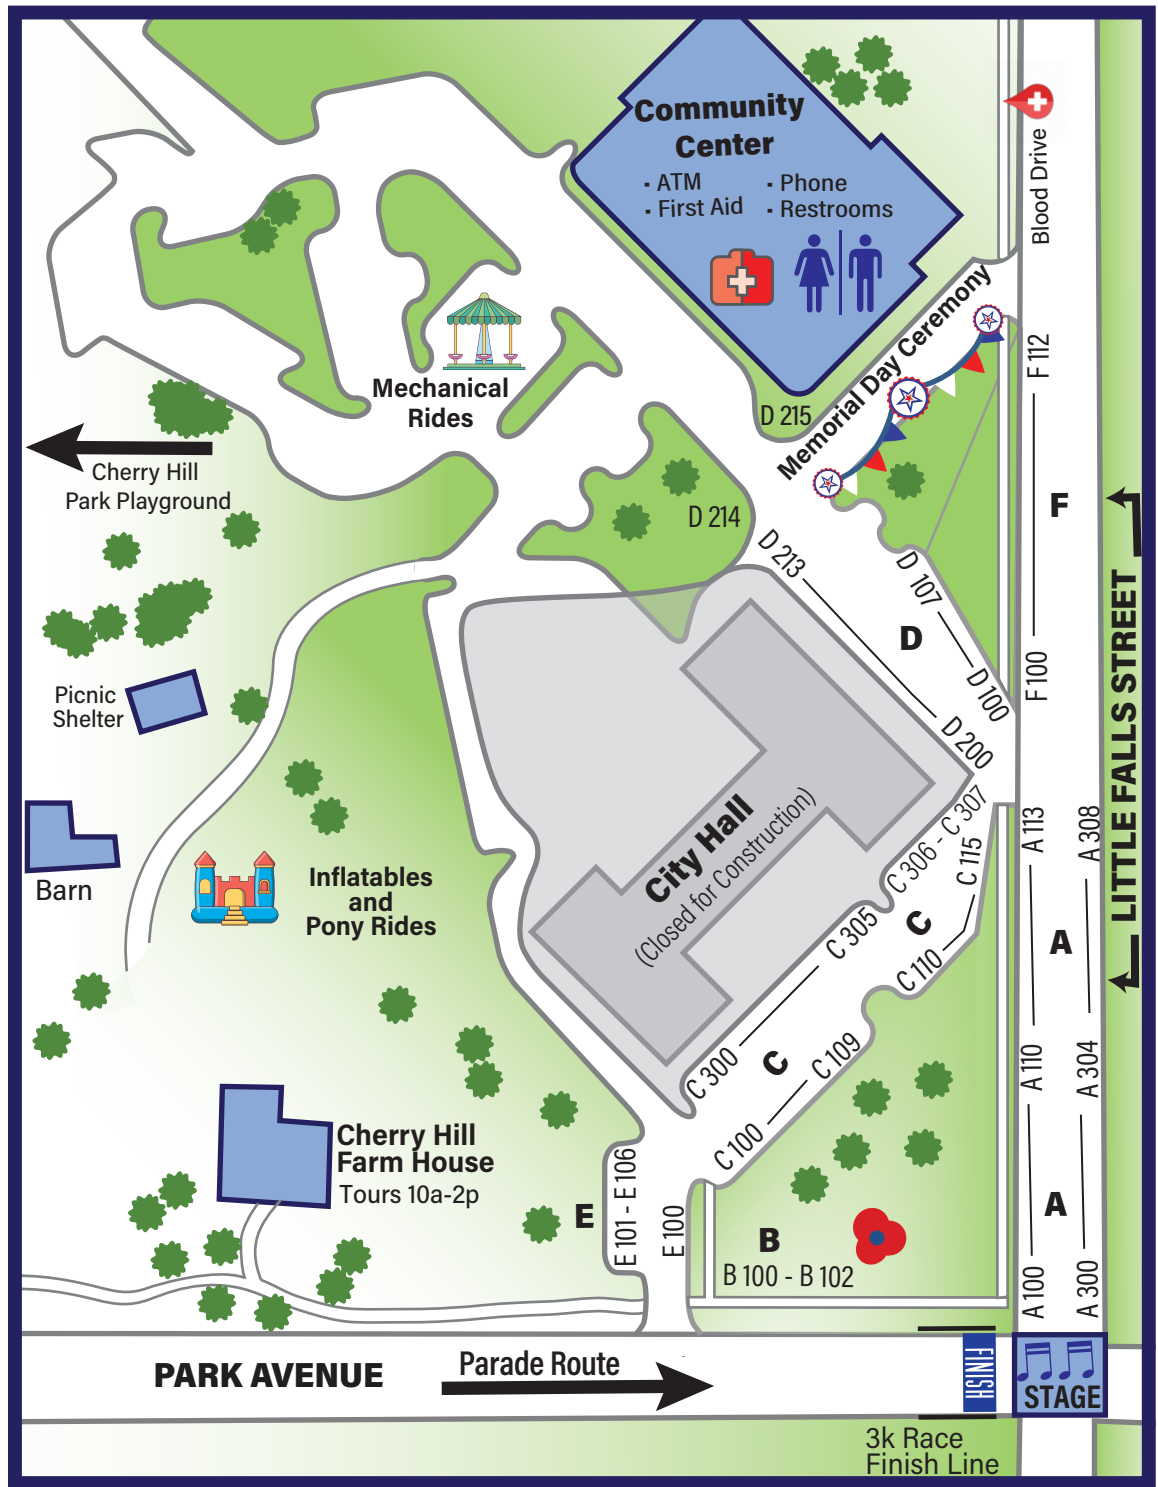 Community
Center
· ATM
· Phone
· First Aid
· Restrooms
Blood Drive
Memorial Day Ceremony
Mechanical
Rides
Cherry Hill
Park Playground
D 215
D 214
D 213
D 107
D
D 100
D 200
F 112
F
F 100
LITTLE FALLS STREET
Picnic
Shelter
Barn
Inflatables
and
Pony Rides
City Hall
(Closed for Construction)
C 306 - C 307
C 115
C 305
C
C 110
C 300
C
C 109
C 100
A 113
A 308
A
A 110
A 304
A
A 100
A 300
Cherry Hill
Farm House
Tours 10a-2p
E
E 101 - E 106
E 100
B
B 100 - B 102
PARK AVENUE
Parade Route
FINISH
STAGE
3k Race
Finish Line